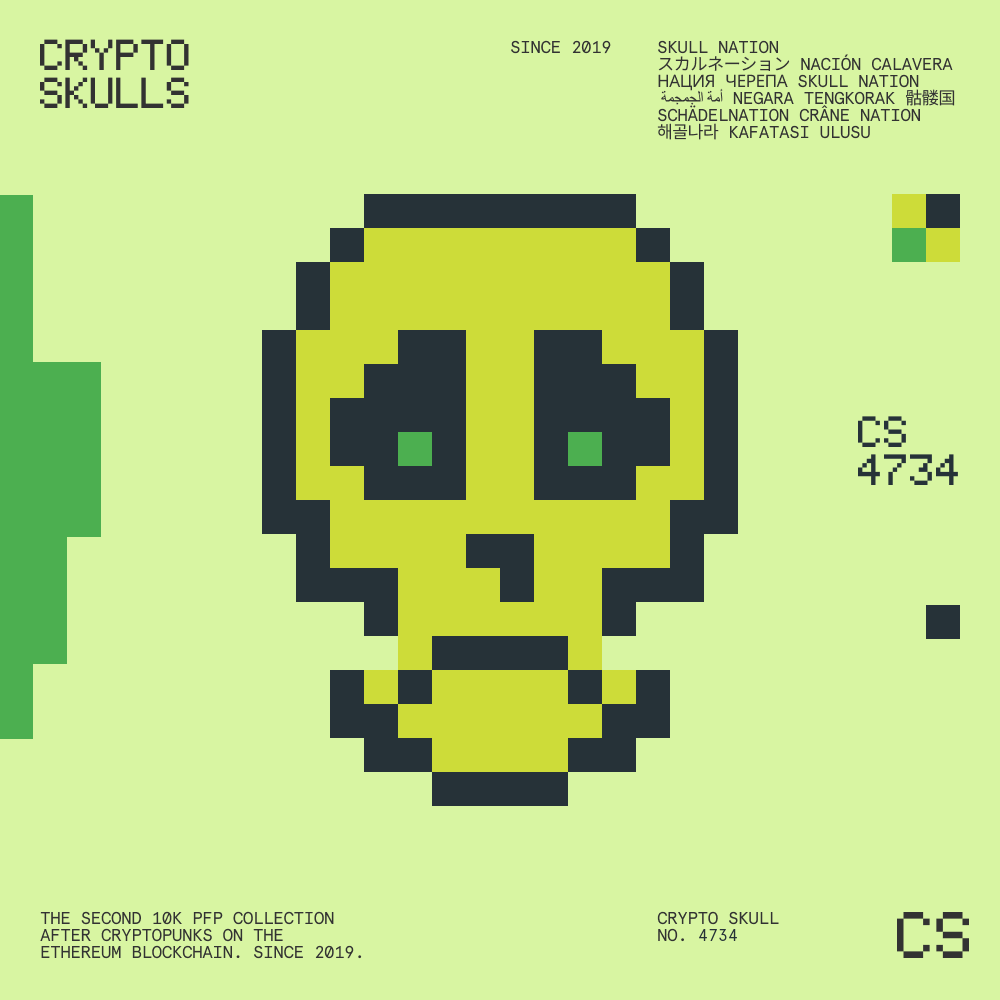 CRYPTO
SKULLS
SINCE 2019
SKULL NATION
スカルネーション NACIÓN CALAVERA
НАЦИЯ ЧЕРЕПА SKULL NATION
أمة الجمجمة NEGARA TENGKORAK 骷髅国
SCHÄDELNATION CRÂNE NATION
해골나라 KAFATASI ULUSU
CS
4734
THE SECOND 10K PFP COLLECTION
AFTER CRYPTOPUNKS ON THE
ETHEREUM BLOCKCHAIN. SINCE 2019.
CRYPTO SKULL
NO. 4734
CS